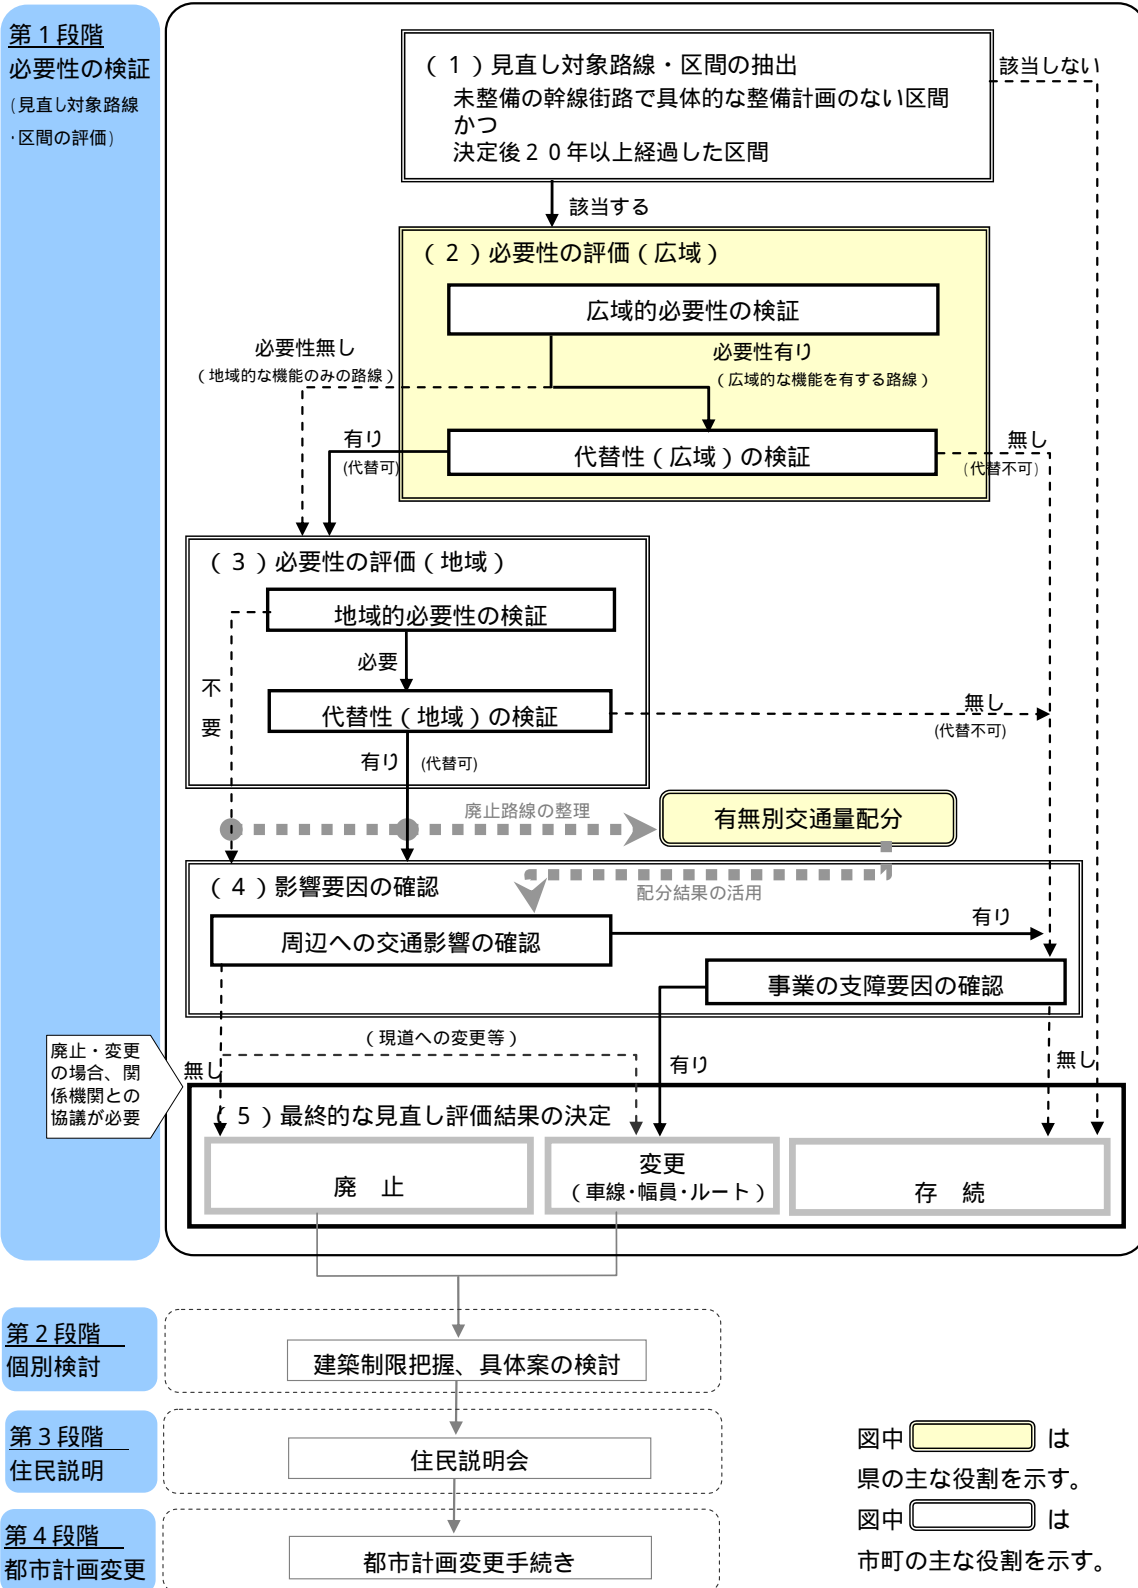 第１段階
必要性の検証
(見直し対象路線
・区間の評価)
（１）見直し対象路線・区間の抽出
未整備の幹線街路で具体的な整備計画のない区間
かつ
決定後２０年以上経過した区間
該当しない
該当する
（２）必要性の評価（広域）
広域的必要性の検証
必要性無し
（地域的な機能のみの路線）
必要性有り
（広域的な機能を有する路線）
代替性（広域）の検証
有り
(代替可)
無し
(代替不可)
（３）必要性の評価（地域）
地域的必要性の検証
必要
不要
代替性（地域）の検証
無し
(代替不可)
有り (代替可)
廃止路線の整理
有無別交通量配分
（４）影響要因の確認
配分結果の活用
周辺への交通影響の確認
有り
事業の支障要因の確認
（現道への変更等）
廃止・変更
の場合、関
係機関との
協議が必要
無し
有り
無し
（５）最終的な見直し評価結果の決定
廃　止
変更
（車線・幅員・ルート）
存　続
第２段階
個別検討
建築制限把握、具体案の検討
第３段階
住民説明
住民説明会
第４段階
都市計画変更
都市計画変更手続き
図中　は
県の主な役割を示す。
図中　は
市町の主な役割を示す。